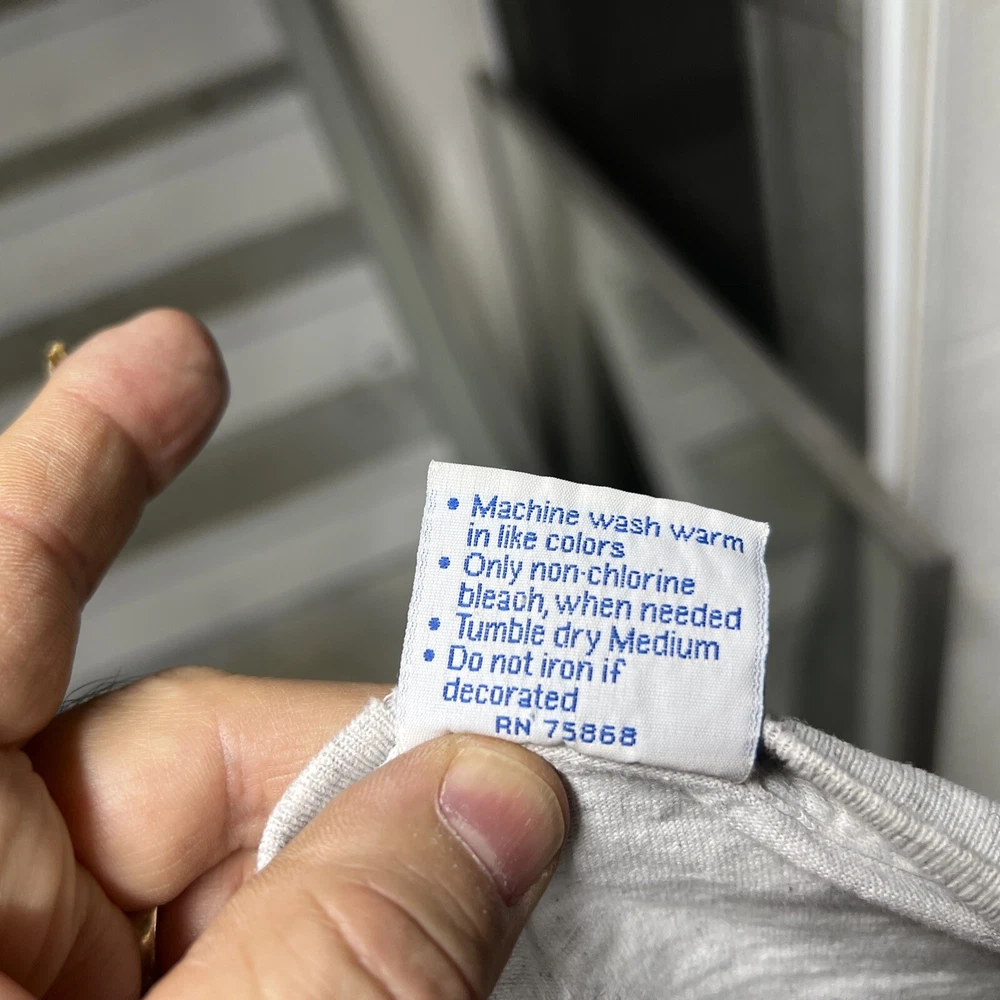 • Machine wash warm
in like colors
• Only non-chlorine
bleach, when needed
• Tumble dry Medium
• Do not iron if
decorated
RN 75868